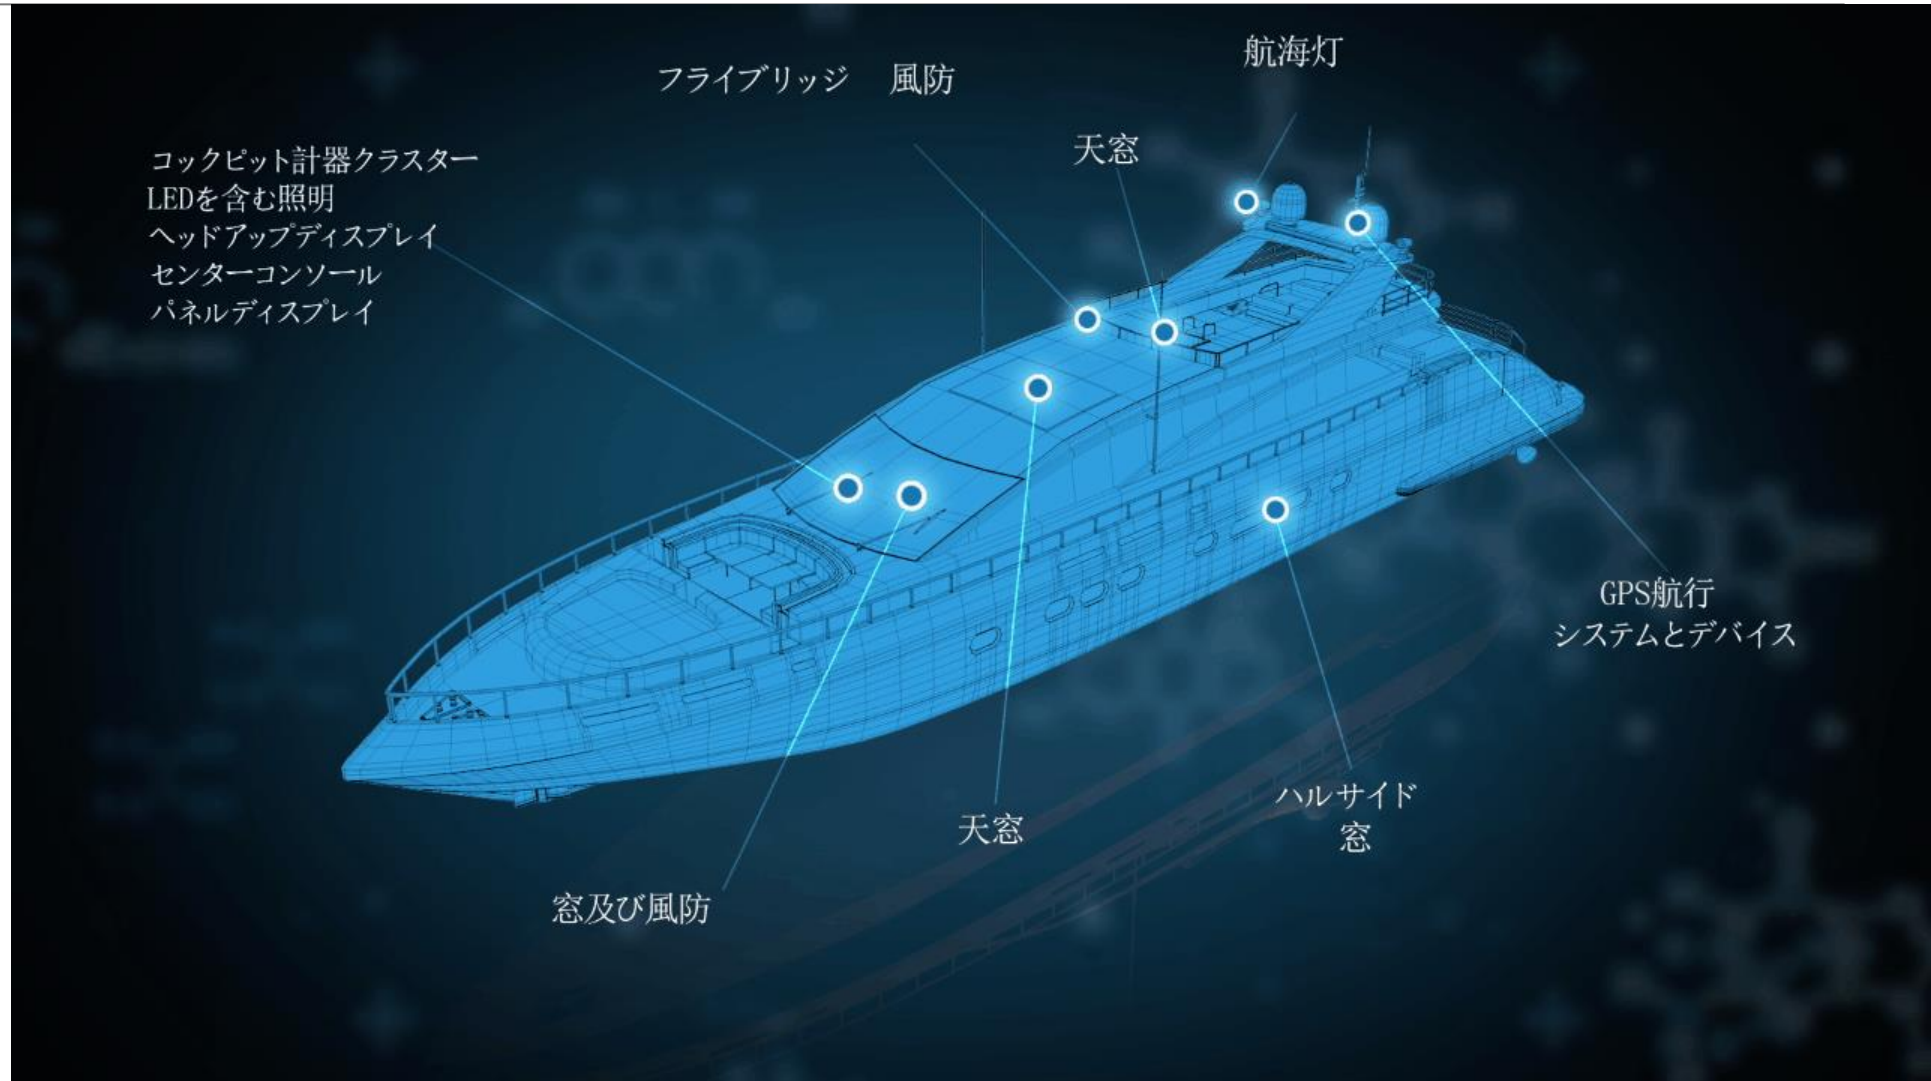 航海灯
フライブリッジ 風防
天窓
コックピット計器クラスター
LEDを含む照明
ヘッドアップディスプレイ
センターコンソール
パネルディスプレイ
GPS航行
システムとデバイス
ハルサイド
窓
天窓
窓及び風防